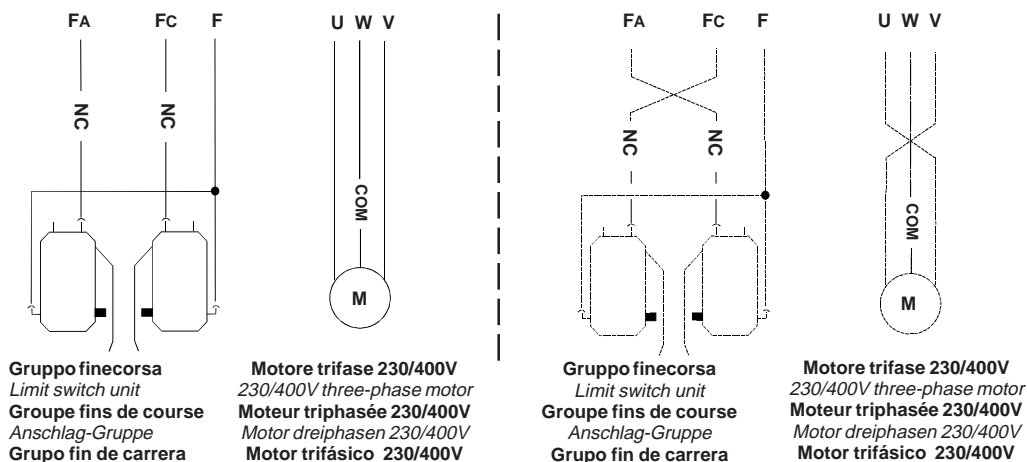 FA FC F
U W V
NC
NC
COM
M
Gruppo finecorsa
Limit switch unit
Groupe fins de course
Anschlag-Gruppe
Grupo fin de carrera
Motore trifase 230/400V
230/400V three-phase motor
Moteur triphasée 230/400V
Motor dreiphasen 230/400V
Motor trifásico 230/400V
FA FC F
U W V
NC
NC
COM
M
Gruppo finecorsa
Limit switch unit
Groupe fins de course
Anschlag-Gruppe
Grupo fin de carrera
Motore trifase 230/400V
230/400V three-phase motor
Moteur triphasée 230/400V
Motor dreiphasen 230/400V
Motor trifásico 230/400V